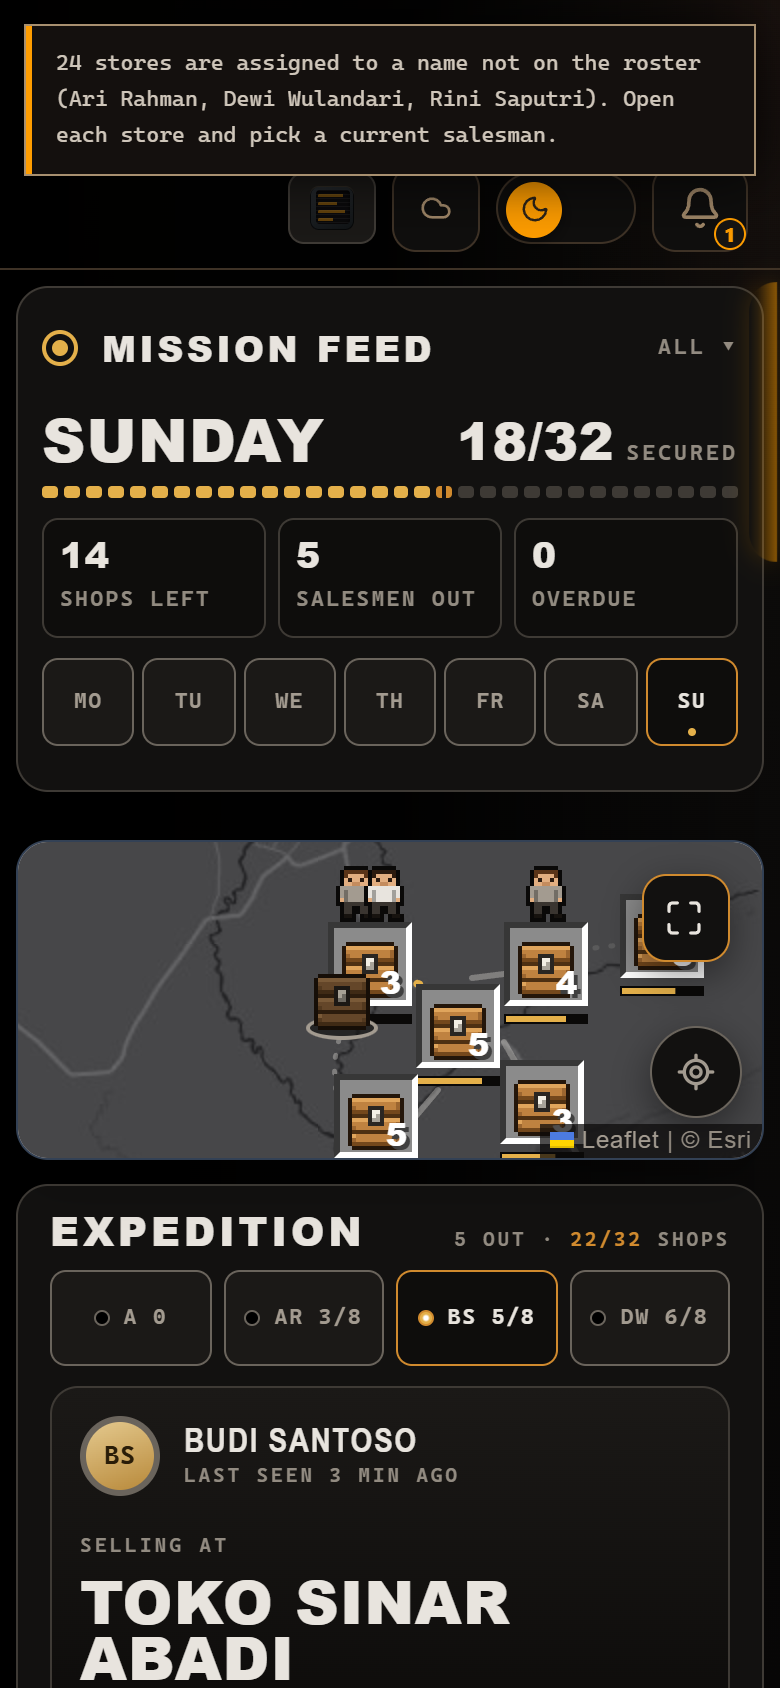 24 stores are assigned to a name not on the roster
(Ari Rahman, Dewi Wulandari, Rini Saputri). Open
each store and pick a current salesman.
1
MISSION FEED
ALL ▼
SUNDAY
18/32 SECURED
14
SHOPS LEFT
5
SALESMEN OUT
0
OVERDUE
MO TU WE TH FR SA SU
3
4
5
5
3
Leaflet | © Esri
EXPEDITION
5 OUT · 22/32 SHOPS
A 0
AR 3/8
BS 5/8
DW 6/8
BS
BUDI SANTOSO
LAST SEEN 3 MIN AGO
SELLING AT
TOKO SINAR
ABADI